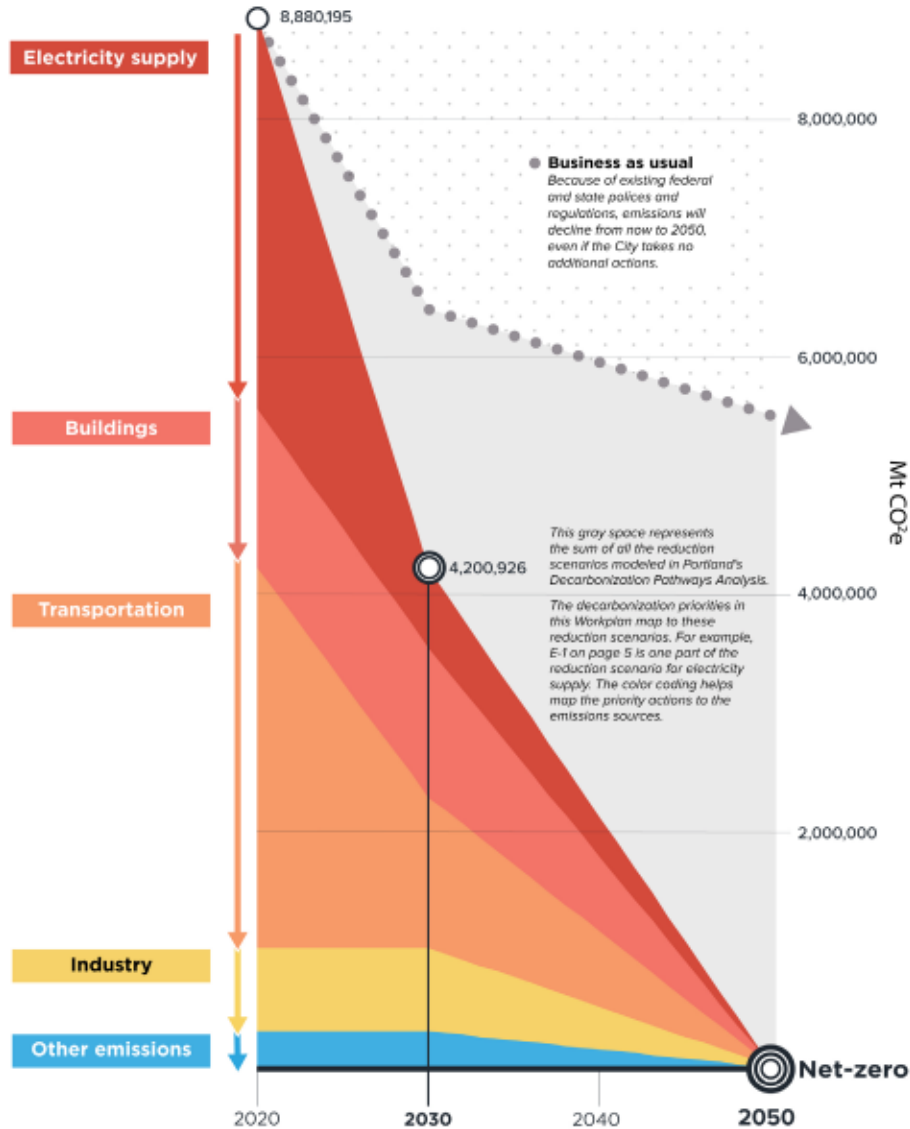 8,880,195
Electricity supply
8,000,000
Business as usual
Because of existing federal
and state polices and
regulations, emissions will
decline from now to 2050,
even if the City takes no
additional actions.
6,000,000
Buildings
Mt CO²e
This gray space represents
the sum of all the reduction
scenarios modeled in Portland's
Decarbonization Pathways Analysis.
4,200,926
4,000,000
Transportation
The decarbonization priorities in
this Workplan map to these
reduction scenarios. For example,
E-1 on page 5 is one part of the
reduction scenario for electricity
supply. The color coding helps
map the priority actions to the
emissions sources.
2,000,000
Industry
Other emissions
Net-zero
2020
2030
2040
2050